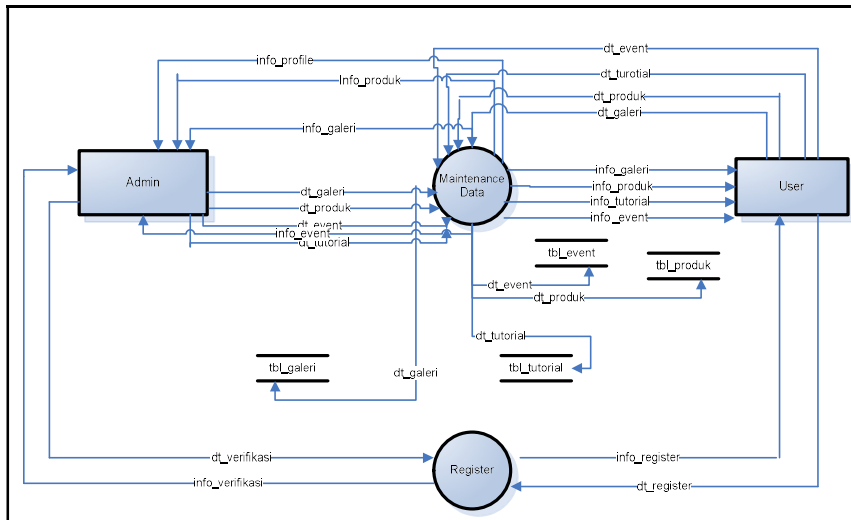 dt_event
info_profile
dt_turotial
Info_produk
dt_produk
dt_galeri
info_galeri
Admin
Maintenance
Data
User
info_galeri
info_produk
info_tutorial
info_event
dt_galeri
dt_produk
dt_event
info_event
dt_tutorial
tbl_event
tbl_produk
dt_event
dt_produk
dt_tutorial
tbl_galeri
dt_galeri
tbl_tutorial
dt_verifikasi
info_register
Register
info_verifikasi
dt_register